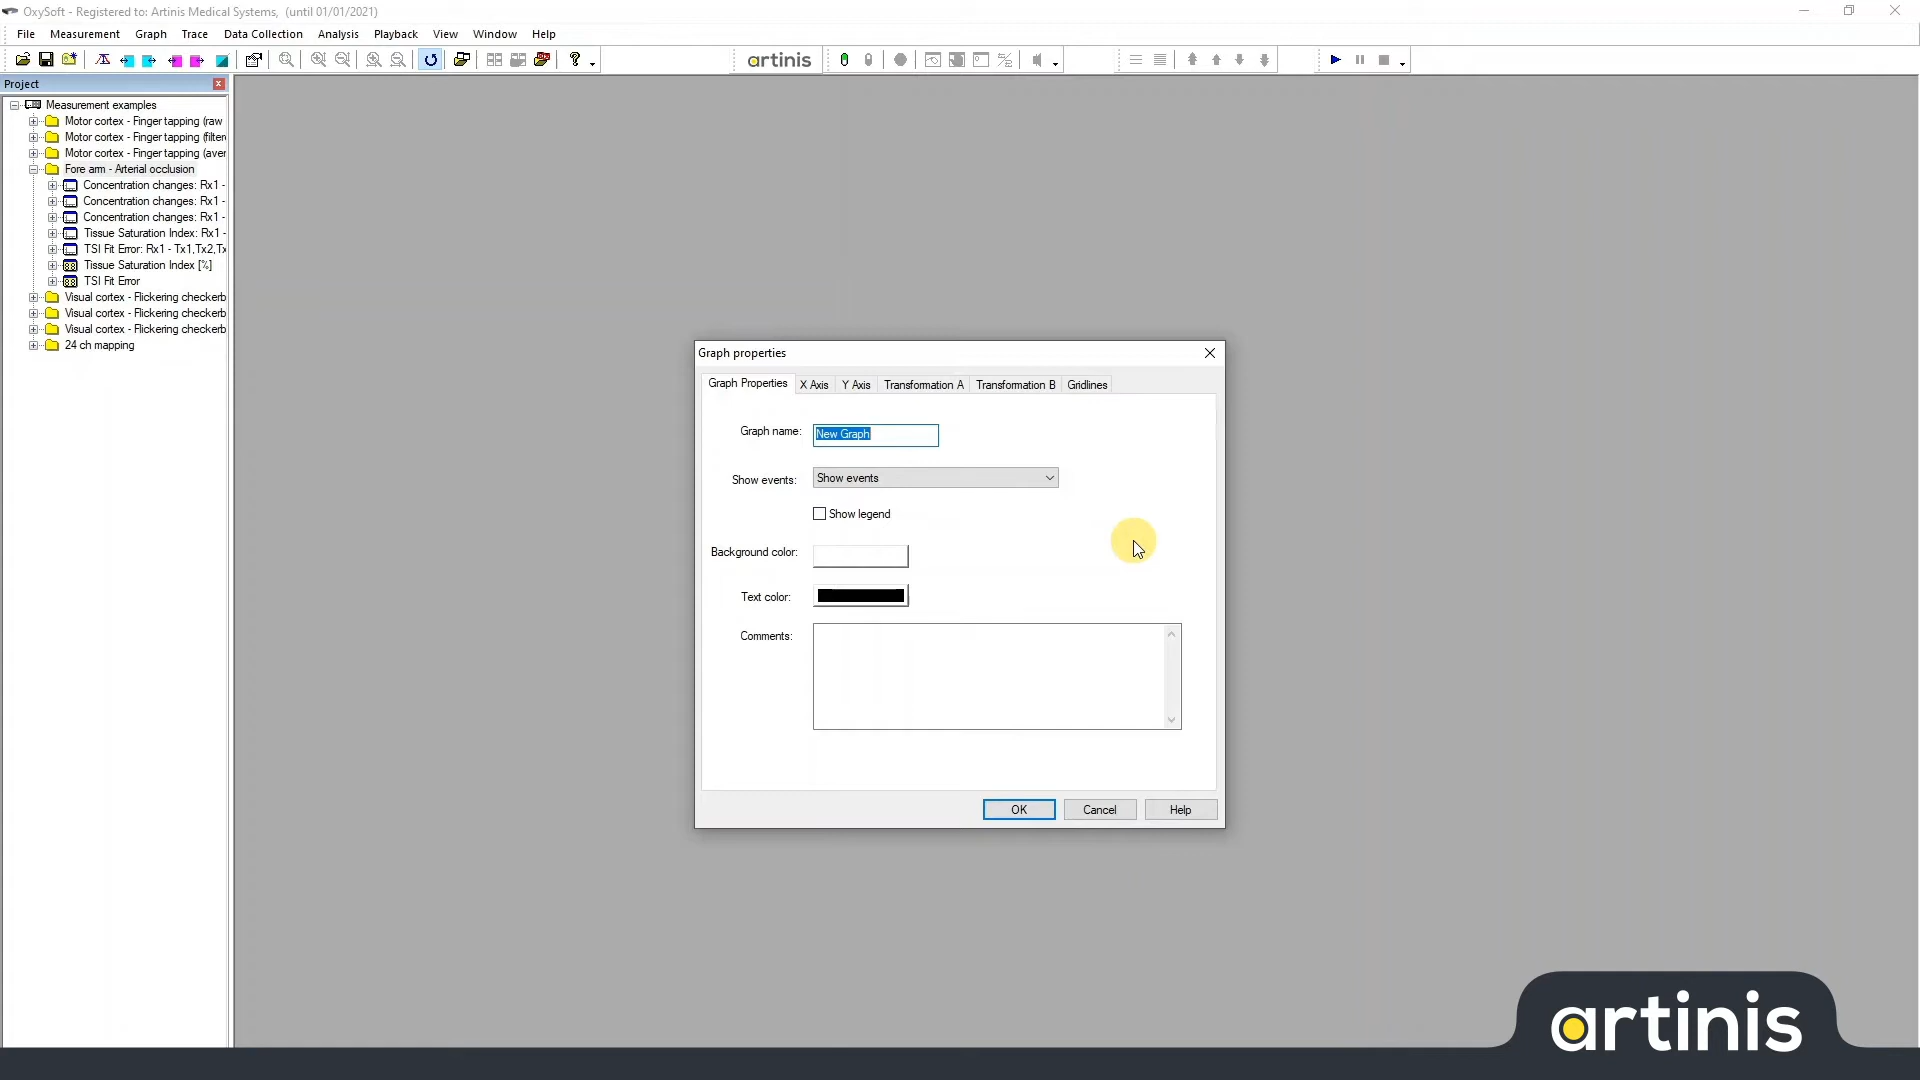 OxySoft - Registered to: Artinis Medical Systems, (until 01/01/2021)
File Measurement Graph Trace Data Collection Analysis Playback View Window Help
artinis
Project
Measurement examples
Motor cortex - Finger tapping (raw
Motor cortex - Finger tapping (filter
Motor cortex - Finger tapping (aver
Fore arm - Arterial occlusion
Concentration changes: Rx1 -
Concentration changes: Rx1 -
Concentration changes: Rx1 -
Tissue Saturation Index: Rx1 -
TSI Fit Error: Rx1 - Tx1,Tx2,Tx
Tissue Saturation Index [%]
TSI Fit Error
Visual cortex - Flickering checkerb
Visual cortex - Flickering checkerb
Visual cortex - Flickering checkerb
24 ch mapping
Graph properties
Graph Properties X Axis Y Axis Transformation A Transformation B Gridlines
Graph name: New Graph
Show events: Show events
Show legend
Background color:
Text color:
Comments:
OK Cancel Help
artinis